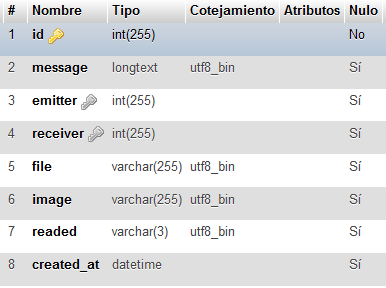 # Nombre Tipo Cotejamiento Atributos Nulo
1 id int(255) No
2 message longtext utf8_bin Sí
3 emitter int(255) Sí
4 receiver int(255) Sí
5 file varchar(255) utf8_bin Sí
6 image varchar(255) utf8_bin Sí
7 readed varchar(3) utf8_bin Sí
8 created_at datetime Sí